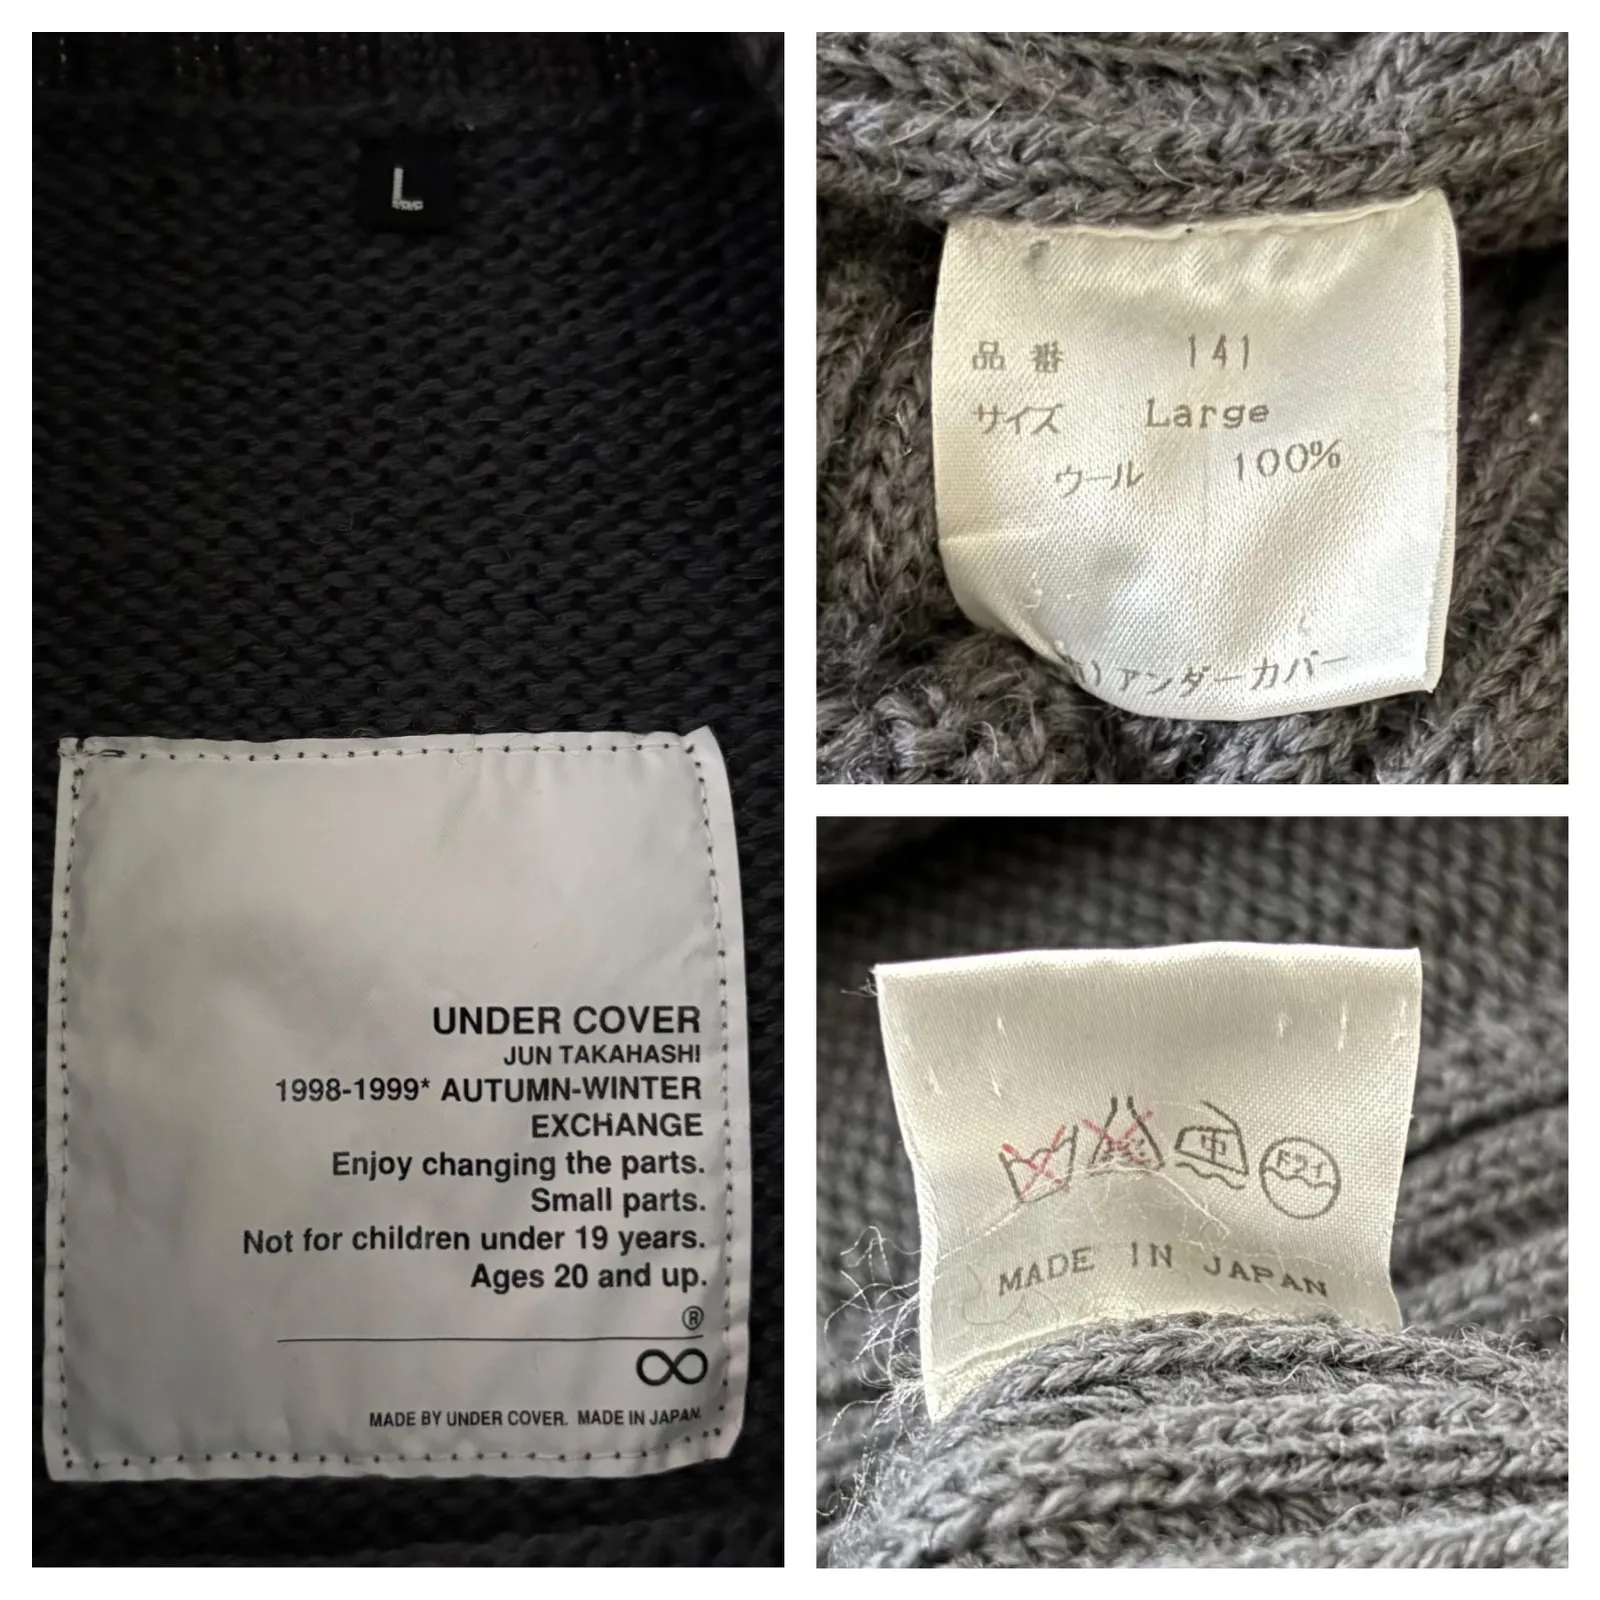 L
UNDER COVER
JUN TAKAHASHI
1998-1999* AUTUMN-WINTER
EXCHANGE
Enjoy changing the parts.
Small parts.
Not for children under 19 years.
Ages 20 and up.
®
∞
MADE BY UNDER COVER. MADE IN JAPAN.
品番 141
サイズ Large
ウール 100%
アンダーカバー
中 F21
MADE IN JAPAN